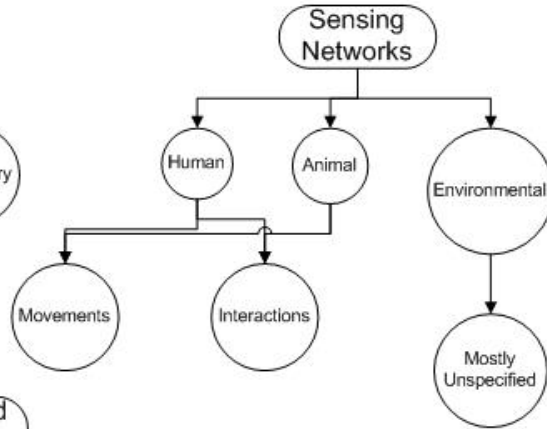 Sensing
Networks
Human
Animal
Environmental
Movements
Interactions
Mostly
Unspecified